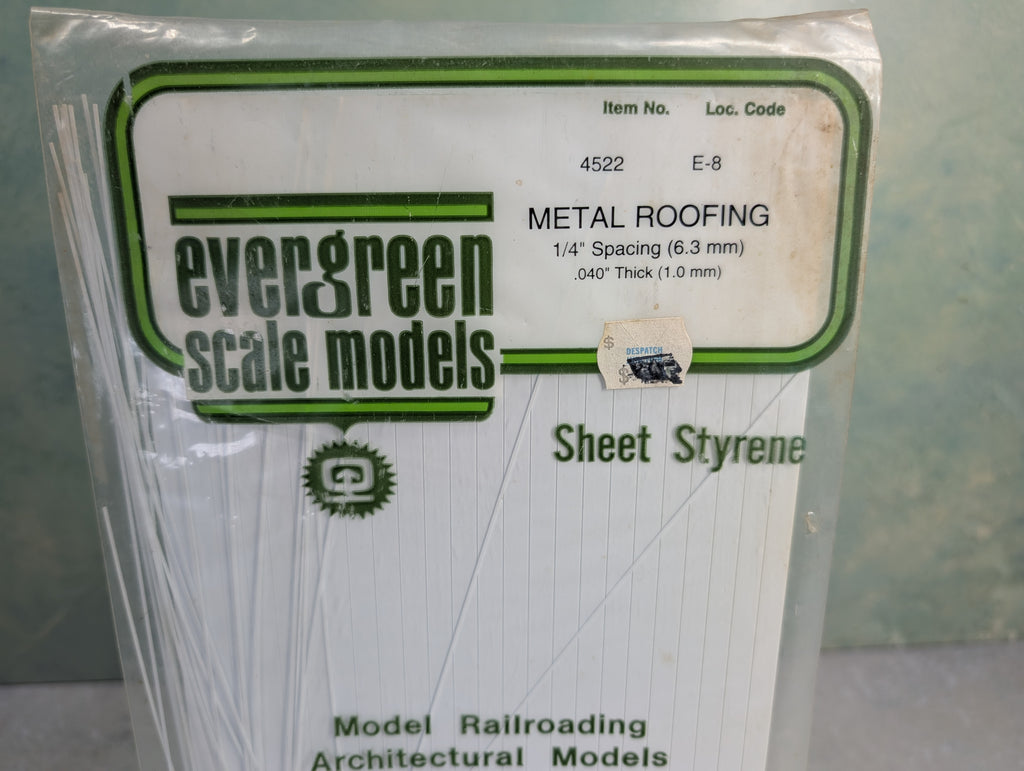 Item No. Loc. Code
4522 E-8
METAL ROOFING
1/4" Spacing (6.3 mm)
.040" Thick (1.0 mm)
evergreen
scale models
$
DESPATCH
$
Sheet Styrene
Model Railroading
Architectural Models